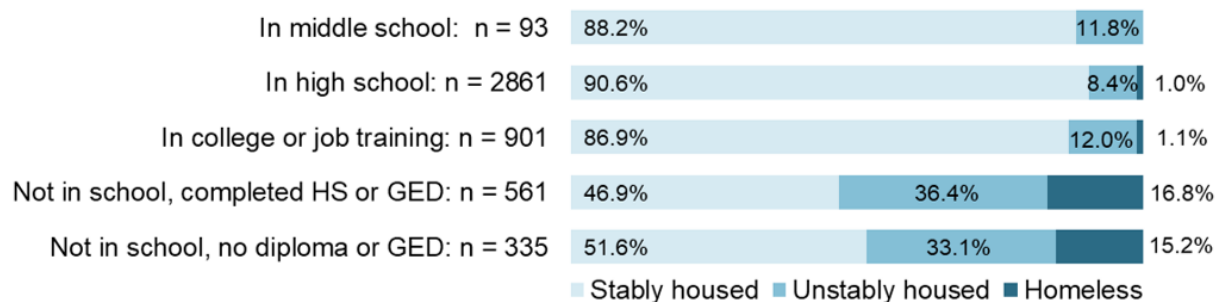 In middle school: n = 93 88.2% 11.8%
In high school: n = 2861 90.6% 8.4% 1.0%
In college or job training: n = 901 86.9% 12.0% 1.1%
Not in school, completed HS or GED: n = 561 46.9% 36.4% 16.8%
Not in school, no diploma or GED: n = 335 51.6% 33.1% 15.2%
Stably housed Unstably housed Homeless